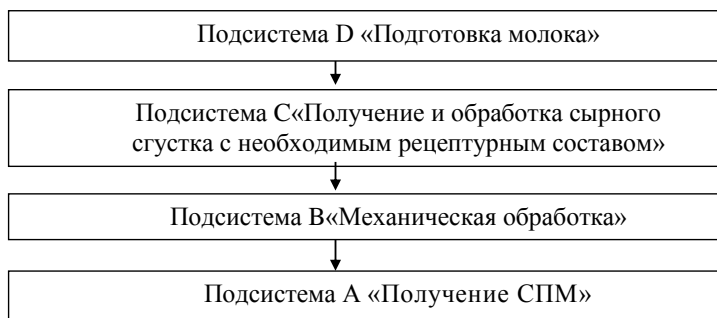 Подсистема D «Подготовка молока»
Подсистема C«Получение и обработка сырного
сгустка с необходимым рецептурным составом»
Подсистема B«Механическая обработка»
Подсистема A «Получение СПМ»